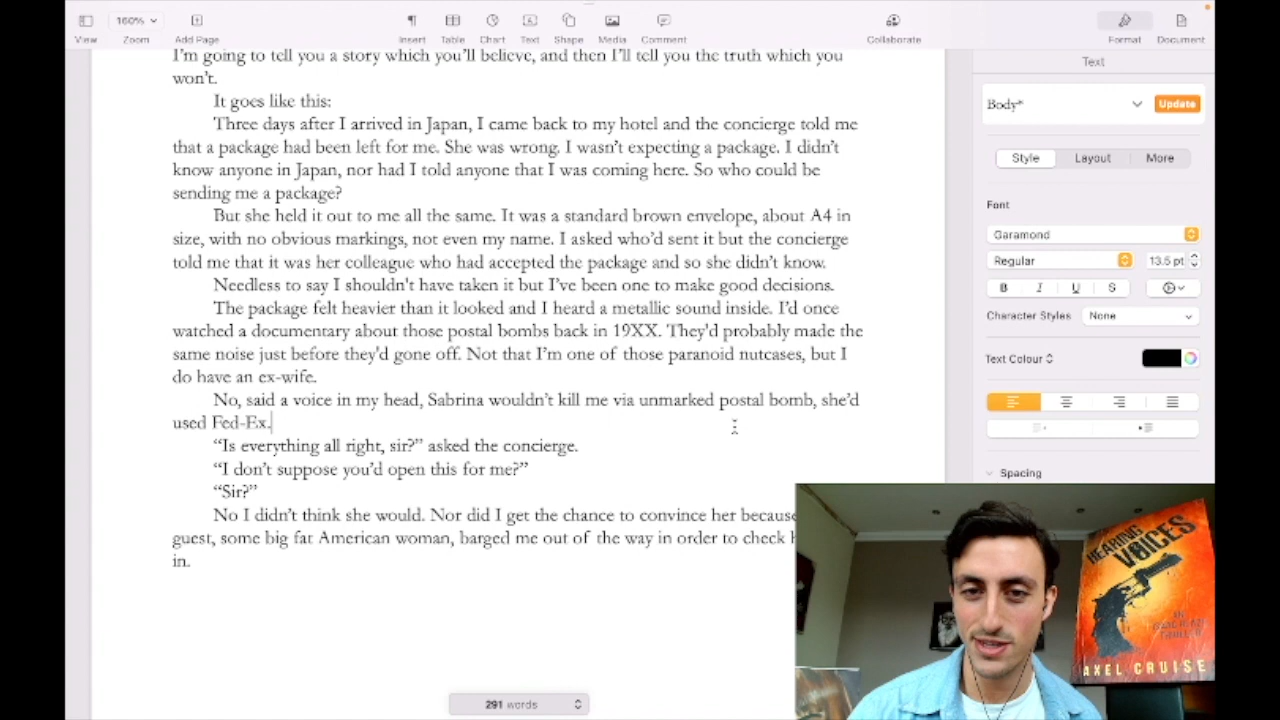 160%
View
Zoom
Add Page
Insert
Table
Chart
Text
Shape
Media
Comment
Collaborate
Format
Document
I'm going to tell you a story which you'll believe, and then I'll tell you the truth which you
won't.
It goes like this:
Three days after I arrived in Japan, I came back to my hotel and the concierge told me
that a package had been left for me. She was wrong. I wasn't expecting a package. I didn't
know anyone in Japan, nor had I told anyone that I was coming here. So who could be
sending me a package?
But she held it out to me all the same. It was a standard brown envelope, about A4 in
size, with no obvious markings, not even my name. I asked who'd sent it but the concierge
told me that it was her colleague who had accepted the package and so she didn't know.
Needless to say I shouldn't have taken it but I've been one to make good decisions.
The package felt heavier than it looked and I heard a metallic sound inside. I'd once
watched a documentary about those postal bombs back in 19XX. They'd probably made the
same noise just before they'd gone off. Not that I'm one of those paranoid nutcases, but I
do have an ex-wife.
No, said a voice in my head, Sabrina wouldn't kill me via unmarked postal bomb, she'd
used Fed-Ex.
“Is everything all right, sir?” asked the concierge.
“I don't suppose you'd open this for me?”
“Sir?”
No I didn't think she would. Nor did I get the chance to convince her because
guest, some big fat American woman, barged me out of the way in order to check
in.
291 words
Text
Body*
Update
Style
Layout
More
Font
Garamond
Regular
13.5 pt
B I U S
Character Styles
None
Text Colour
Spacing
HEARING
VOICES
THRILLER
AXEL CRUISE